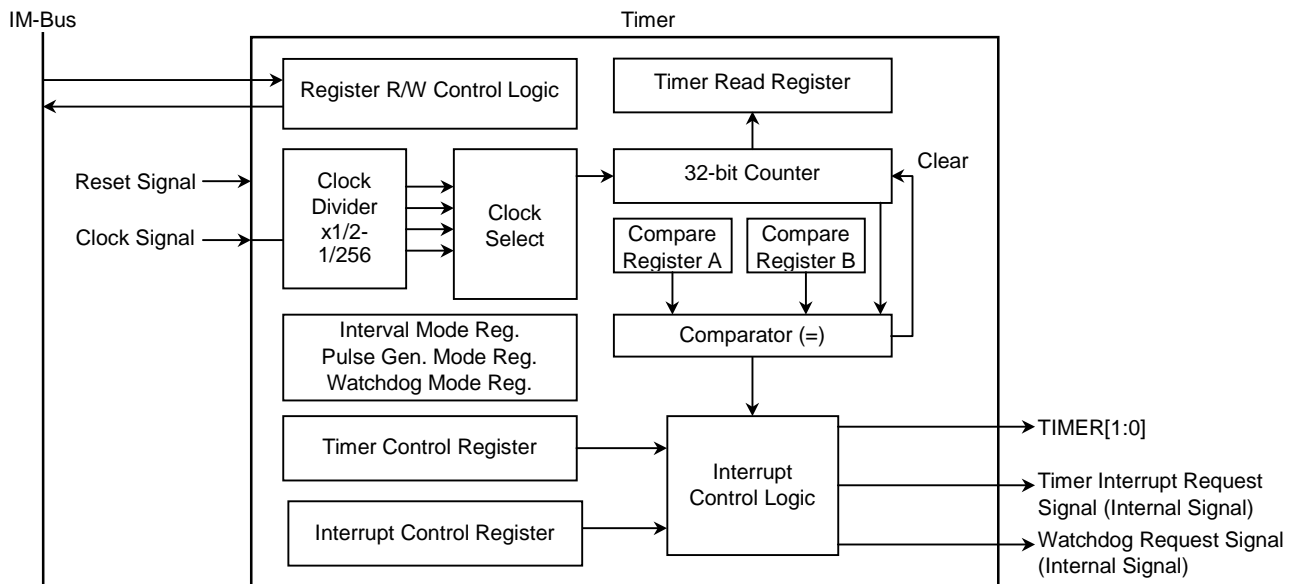 IM-Bus
Timer
Register R/W Control Logic
Timer Read Register
Reset Signal
Clock Signal
Clock
Divider
x1/2-
1/256
Clock
Select
32-bit Counter
Clear
Compare
Register A
Compare
Register B
Interval Mode Reg.
Pulse Gen. Mode Reg.
Watchdog Mode Reg.
Comparator (=)
Timer Control Register
Interrupt Control Register
Interrupt
Control Logic
TIMER[1:0]
Timer Interrupt Request
Signal (Internal Signal)
Watchdog Request Signal
(Internal Signal)